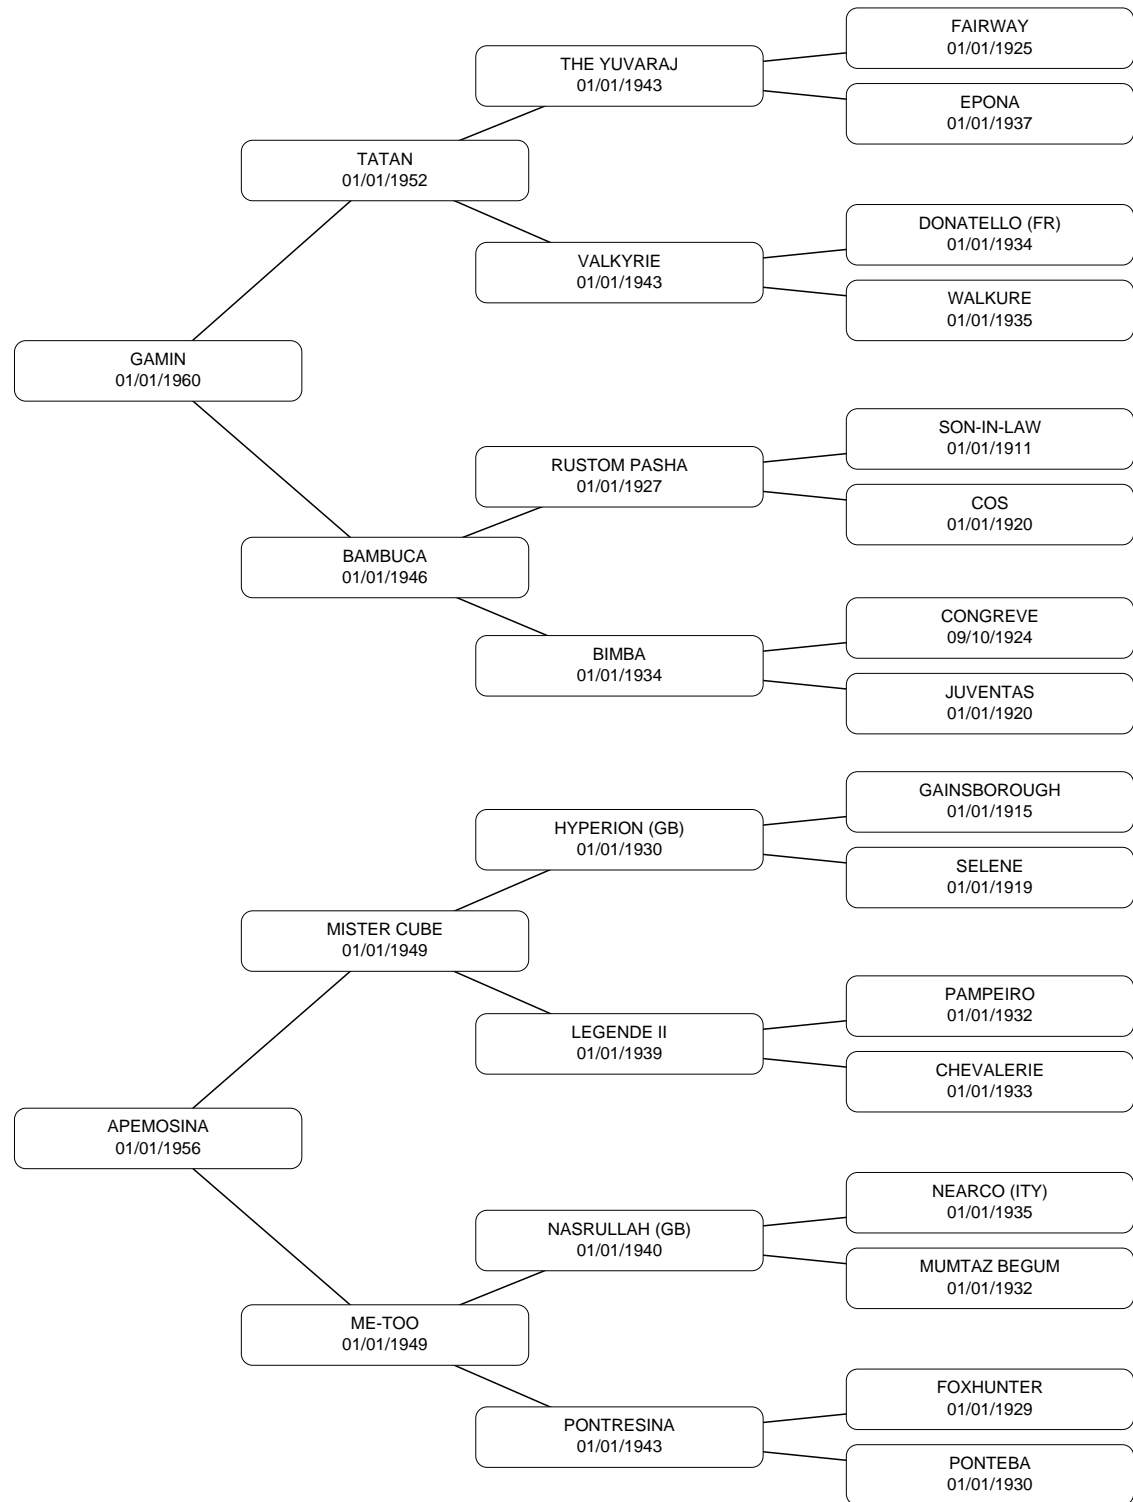 FAIRWAY
01/01/1925
THE YUVARAJ
01/01/1943
EPONA
01/01/1937
TATAN
01/01/1952
DONATELLO (FR)
01/01/1934
VALKYRIE
01/01/1943
WALKURE
01/01/1935
GAMIN
01/01/1960
SON-IN-LAW
01/01/1911
RUSTOM PASHA
01/01/1927
COS
01/01/1920
BAMBUCA
01/01/1946
CONGREVE
09/10/1924
BIMBA
01/01/1934
JUVENTAS
01/01/1920
GAINSBOROUGH
01/01/1915
HYPERION (GB)
01/01/1930
SELENE
01/01/1919
MISTER CUBE
01/01/1949
PAMPEIRO
01/01/1932
LEGENDE II
01/01/1939
CHEVALERIE
01/01/1933
APEMOSINA
01/01/1956
NEARCO (ITY)
01/01/1935
NASRULLAH (GB)
01/01/1940
MUMTAZ BEGUM
01/01/1932
ME-TOO
01/01/1949
FOXHUNTER
01/01/1929
PONTRESINA
01/01/1943
PONTEBA
01/01/1930